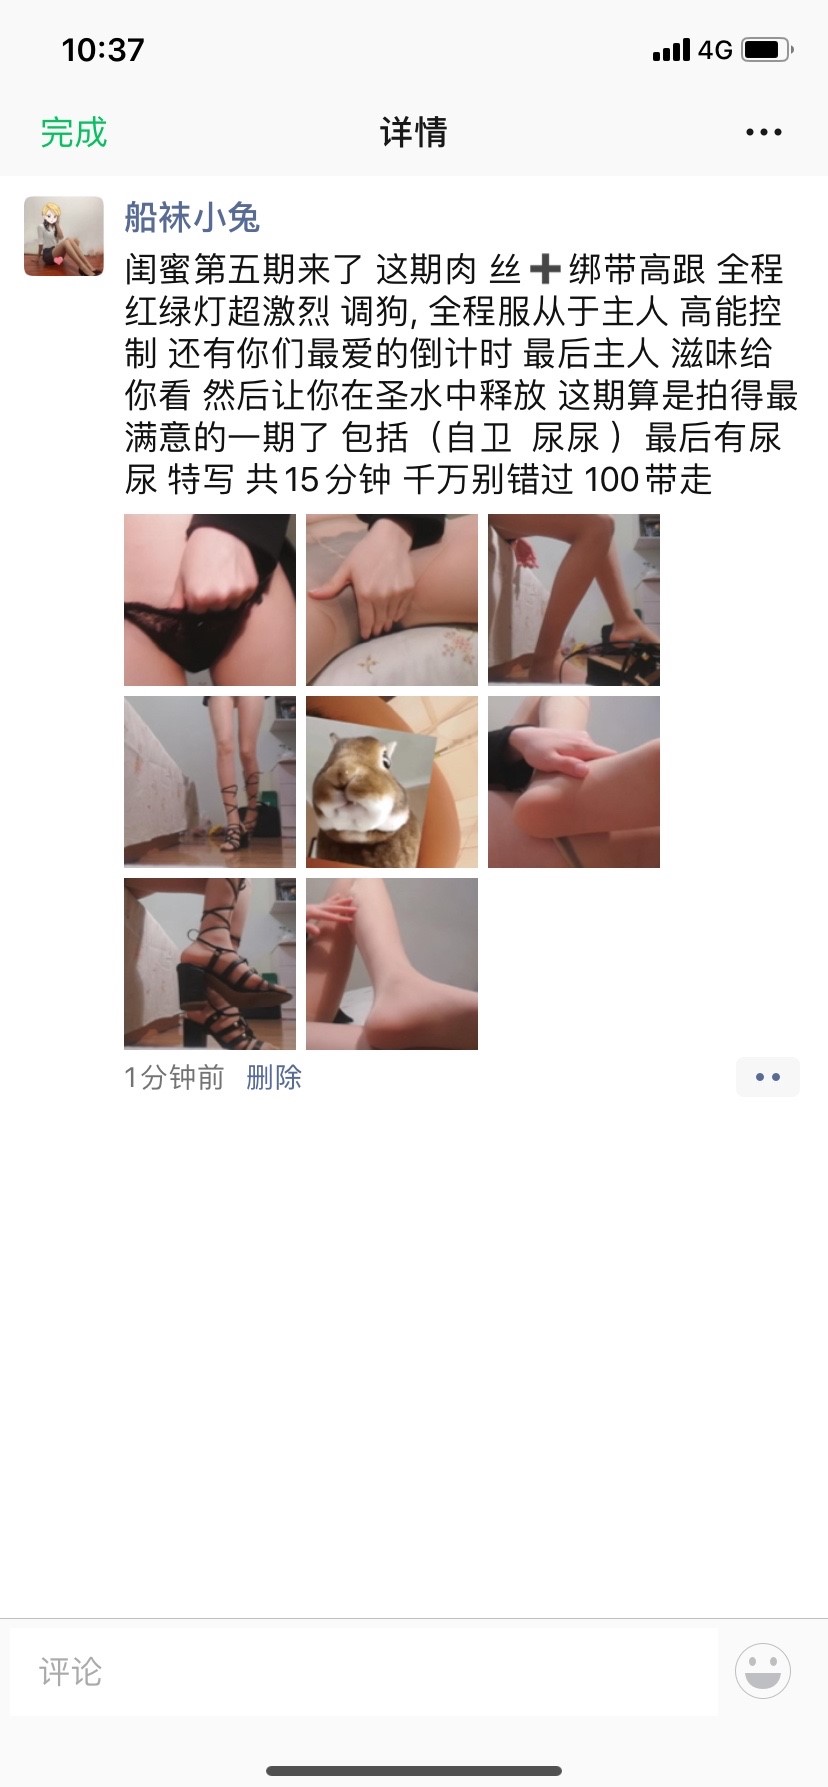 10:37
4G
完成
详情
船袜小兔
闺蜜第五期来了 这期肉 丝➕绑带高跟 全程
红绿灯超激烈 调狗, 全程服从于主人 高能控
制 还有你们最爱的倒计时 最后主人 滋味给
你看 然后让你在圣水中释放 这期算是拍得最
满意的一期了 包括（自卫 尿尿 ）最后有尿
尿 特写 共15分钟 千万别错过 100带走
1分钟前 删除
评论